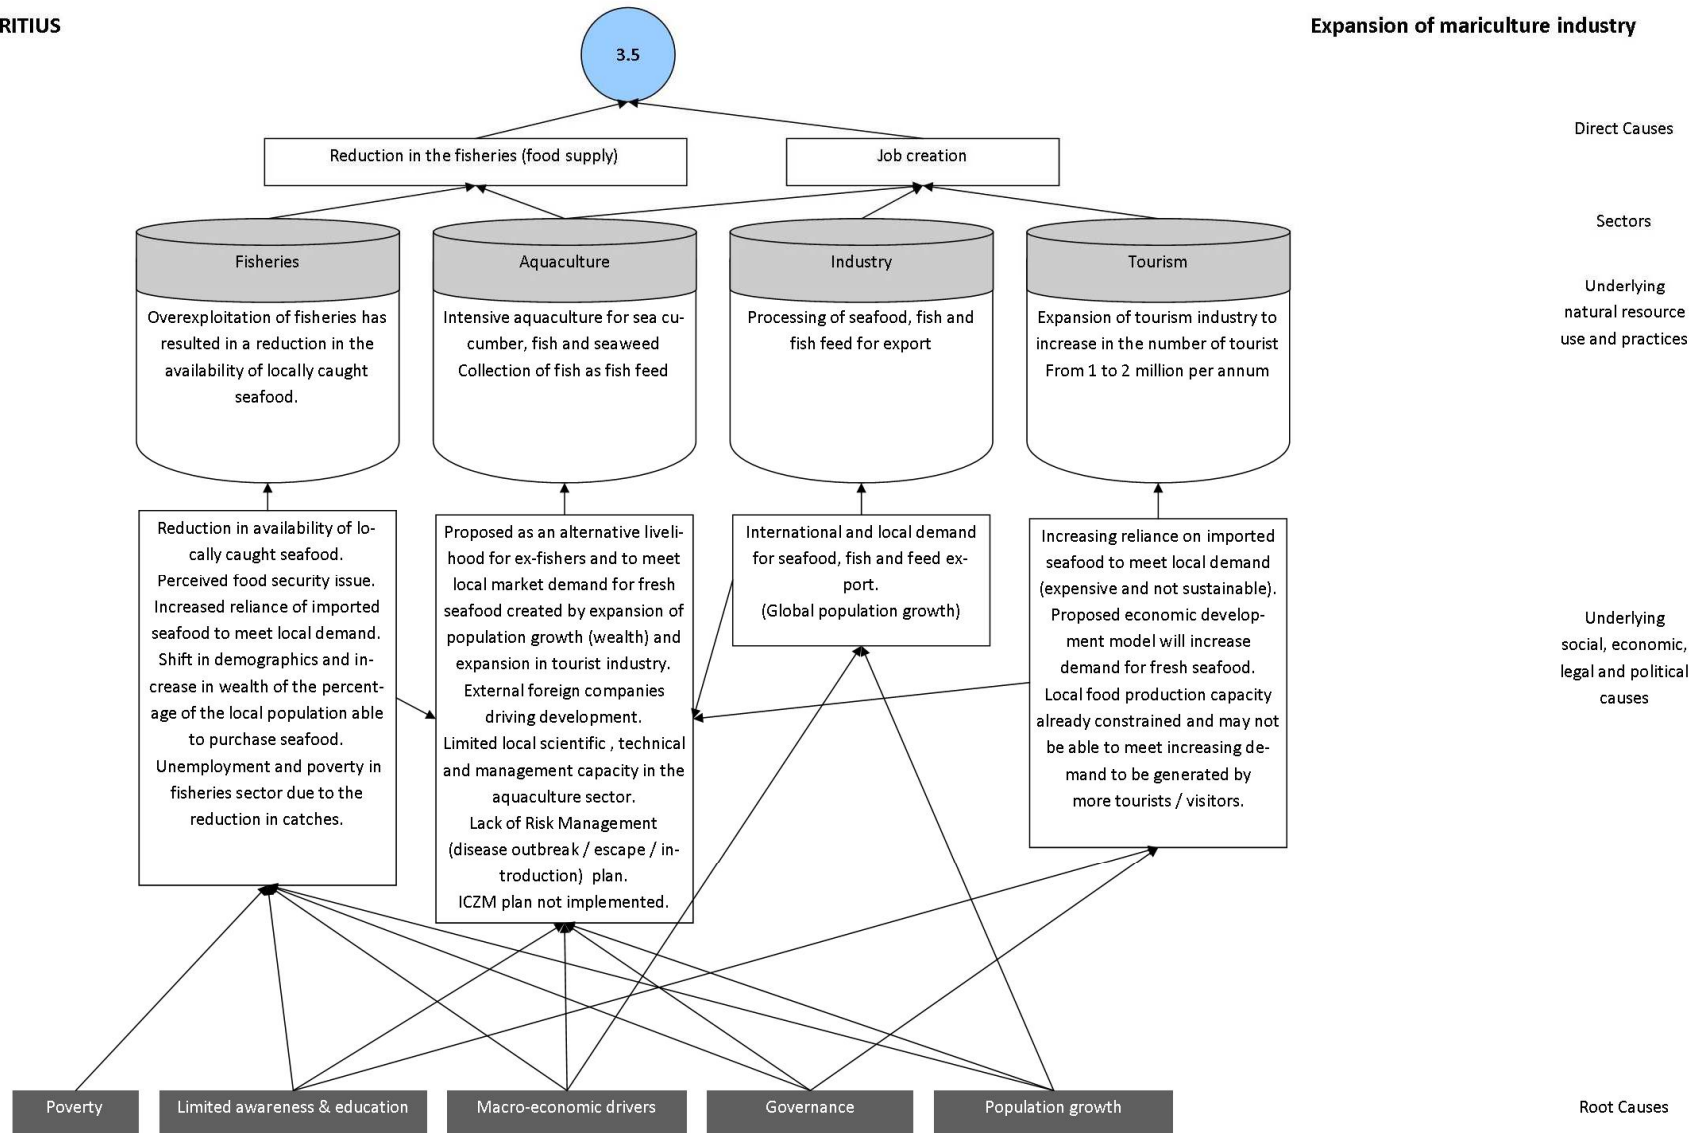 RITIUS
Expansion of mariculture industry
3.5
Direct Causes
Reduction in the fisheries (food supply)
Job creation
Sectors
Fisheries
Aquaculture
Industry
Tourism
Underlying
natural resource
use and practices
Overexploitation of fisheries has
resulted in a reduction in the
availability of locally caught
seafood.
Intensive aquaculture for sea cu-
cumber, fish and seaweed
Collection of fish as fish feed
Processing of seafood, fish and
fish feed for export
Expansion of tourism industry to
increase in the number of tourist
From 1 to 2 million per annum
Reduction in availability of lo-
cally caught seafood.
Perceived food security issue.
Increased reliance of imported
seafood to meet local demand.
Shift in demographics and in-
crease in wealth of the percent-
age of the local population able
to purchase seafood.
Unemployment and poverty in
fisheries sector due to the
reduction in catches.
Proposed as an alternative liveli-
hood for ex-fishers and to meet
local market demand for fresh
seafood created by expansion of
population growth (wealth) and
expansion in tourist industry.
External foreign companies
driving development.
Limited local scientific , technical
and management capacity in the
aquaculture sector.
Lack of Risk Management
(disease outbreak / escape / in-
troduction) plan.
ICZM plan not implemented.
International and local demand
for seafood, fish and feed ex-
port.
(Global population growth)
Increasing reliance on imported
seafood to meet local demand
(expensive and not sustainable).
Proposed economic develop-
ment model will increase
demand for fresh seafood.
Local food production capacity
already constrained and may not
be able to meet increasing de-
mand to be generated by
more tourists / visitors.
Underlying
social, economic,
legal and political
causes
Poverty
Limited awareness & education
Macro-economic drivers
Governance
Population growth
Root Causes